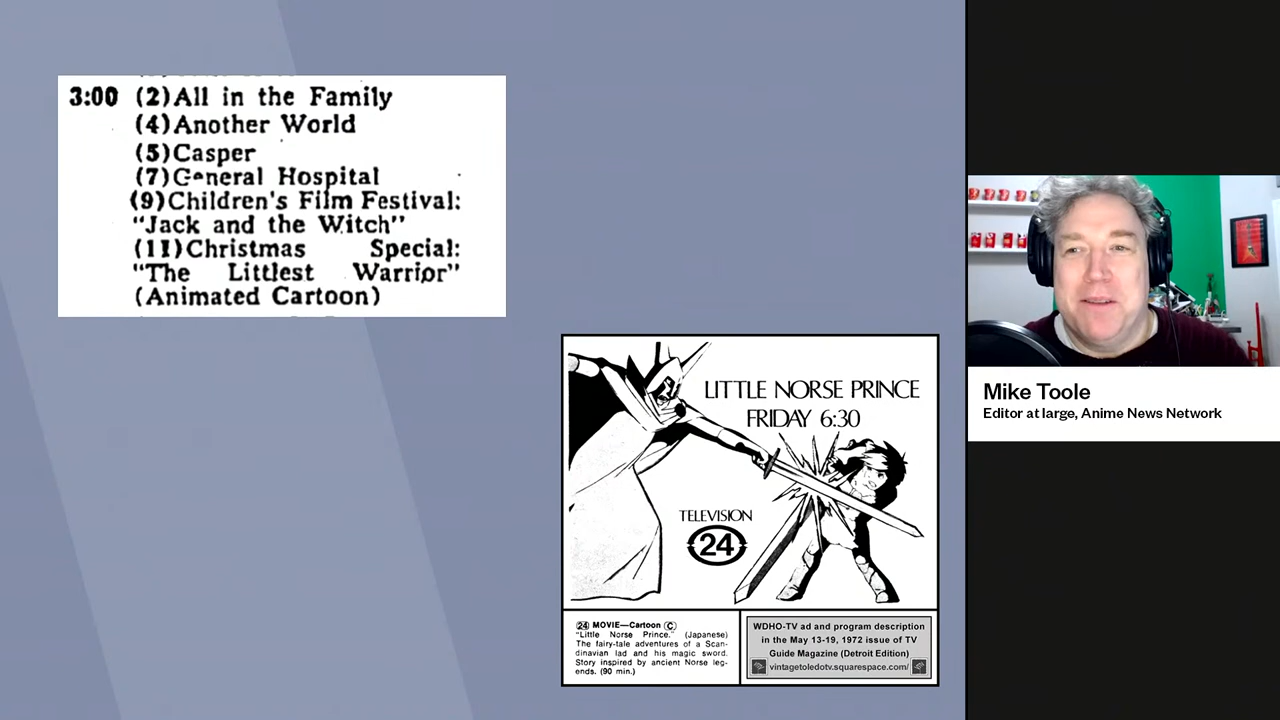 3:00 (2)All in the Family
(4)Another World
(5)Casper
(7)General Hospital
(9)Children's Film Festival:
"Jack and the Witch"
(11)Christmas Special:
"The Littlest Warrior"
(Animated Cartoon)
LITTLE NORSE PRINCE
FRIDAY 6:30
TELEVISION
24
24 MOVIE—Cartoon C
"Little Norse Prince." (Japanese)
The fairy-tale adventures of a Scan-
dinavian lad and his magic sword.
Story inspired by ancient Norse leg-
ends. (90 min.)
WDHO-TV ad and program description
in the May 13-19, 1972 issue of TV
Guide Magazine (Detroit Edition)
vintagetoledotv.squarespace.com/
Mike Toole
Editor at large, Anime News Network